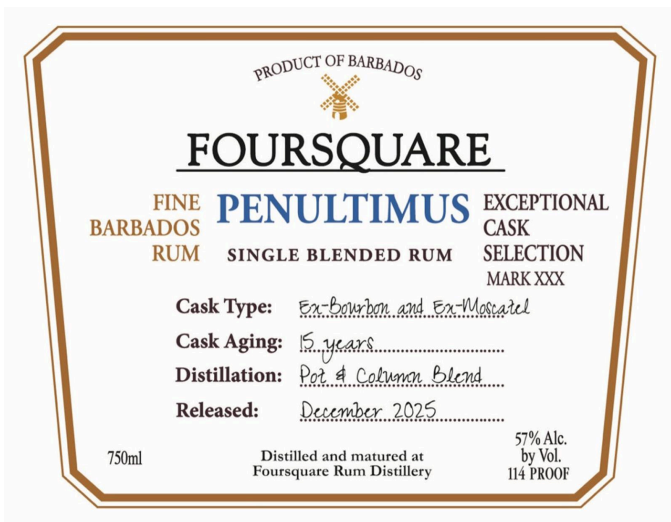 PRODUCT OF BARBADOS
FOURSQUARE
FINE
BARBADOS
RUM
PENULTIMUS
SINGLE BLENDED RUM
EXCEPTIONAL
CASK
SELECTION
MARK XXX
Cask Type: Ex-Bourbon and Ex-Moscatel
Cask Aging: 15 years
Distillation: Pot & Column Blend
Released: December 2025
750ml
Distilled and matured at
Foursquare Rum Distillery
57% Alc.
by Vol.
114 PROOF